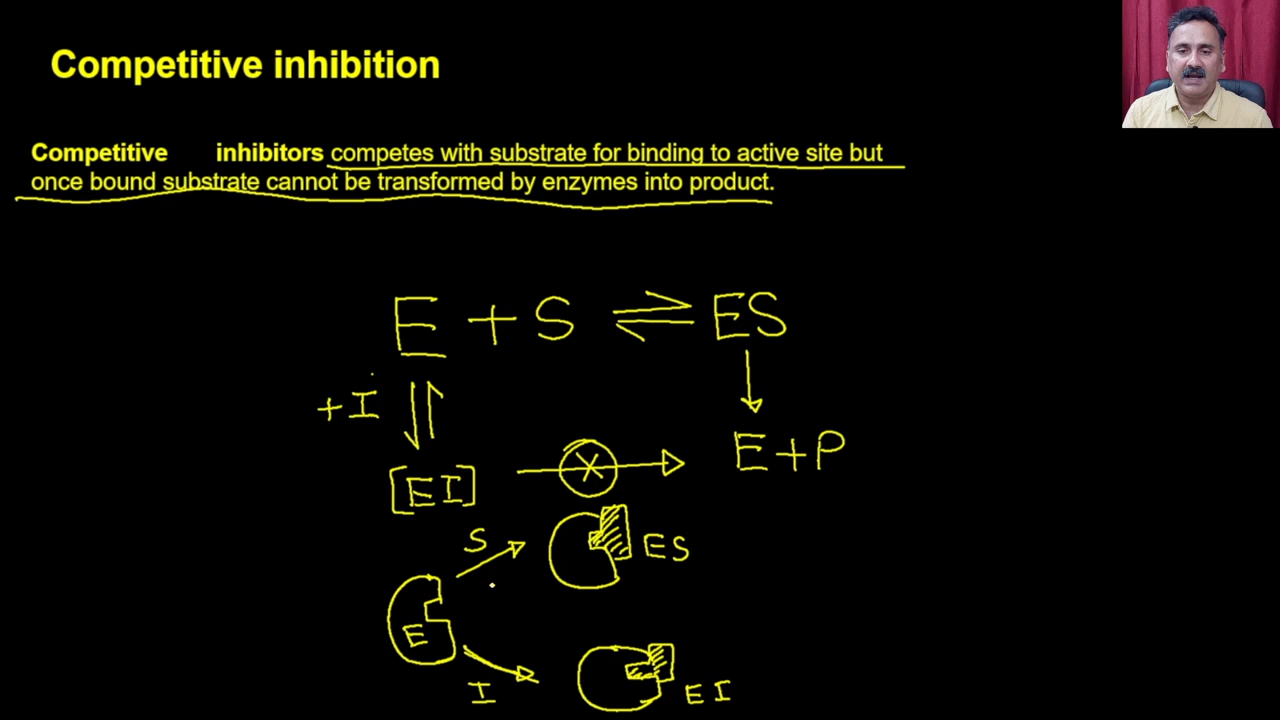 Competitive inhibition
Competitive inhibitors competes with substrate for binding to active site but
once bound substrate cannot be transformed by enzymes into product.
E + S ⇌ ES
+I
[EI]
E+P
S
ES
E
I
EI